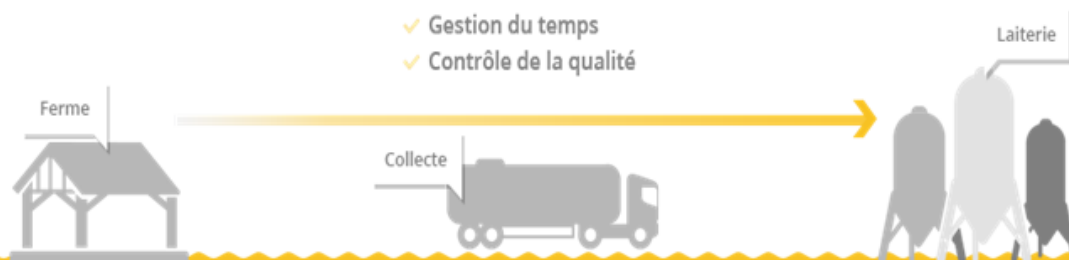 Gestion du temps
Contrôle de la qualité
Laiterie
Ferme
Collecte